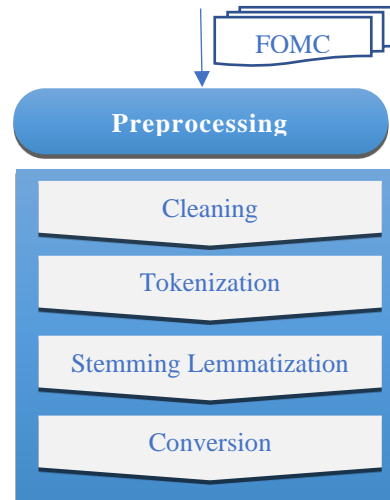 FOMC
Preprocessing
Cleaning
Tokenization
Stemming Lemmatization
Conversion